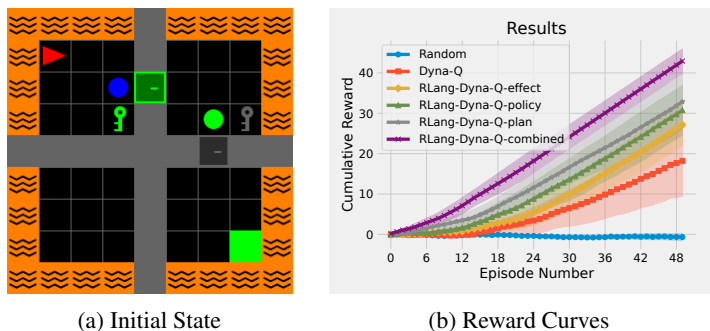 Results
Random
Dyna-Q
RLang-Dyna-Q-effect
RLang-Dyna-Q-policy
RLang-Dyna-Q-plan
RLang-Dyna-Q-combined
Cumulative Reward
40
30
20
10
0
0 6 12 18 24 30 36 42 48
Episode Number
(a) Initial State
(b) Reward Curves